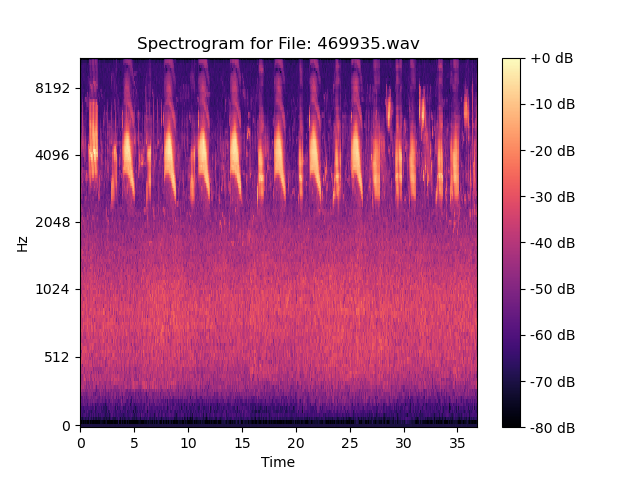 Spectrogram for File: 469935.wav
8192
4096
2048
1024
512
0
Hz
0 5 10 15 20 25 30 35
Time
+0 dB
-10 dB
-20 dB
-30 dB
-40 dB
-50 dB
-60 dB
-70 dB
-80 dB